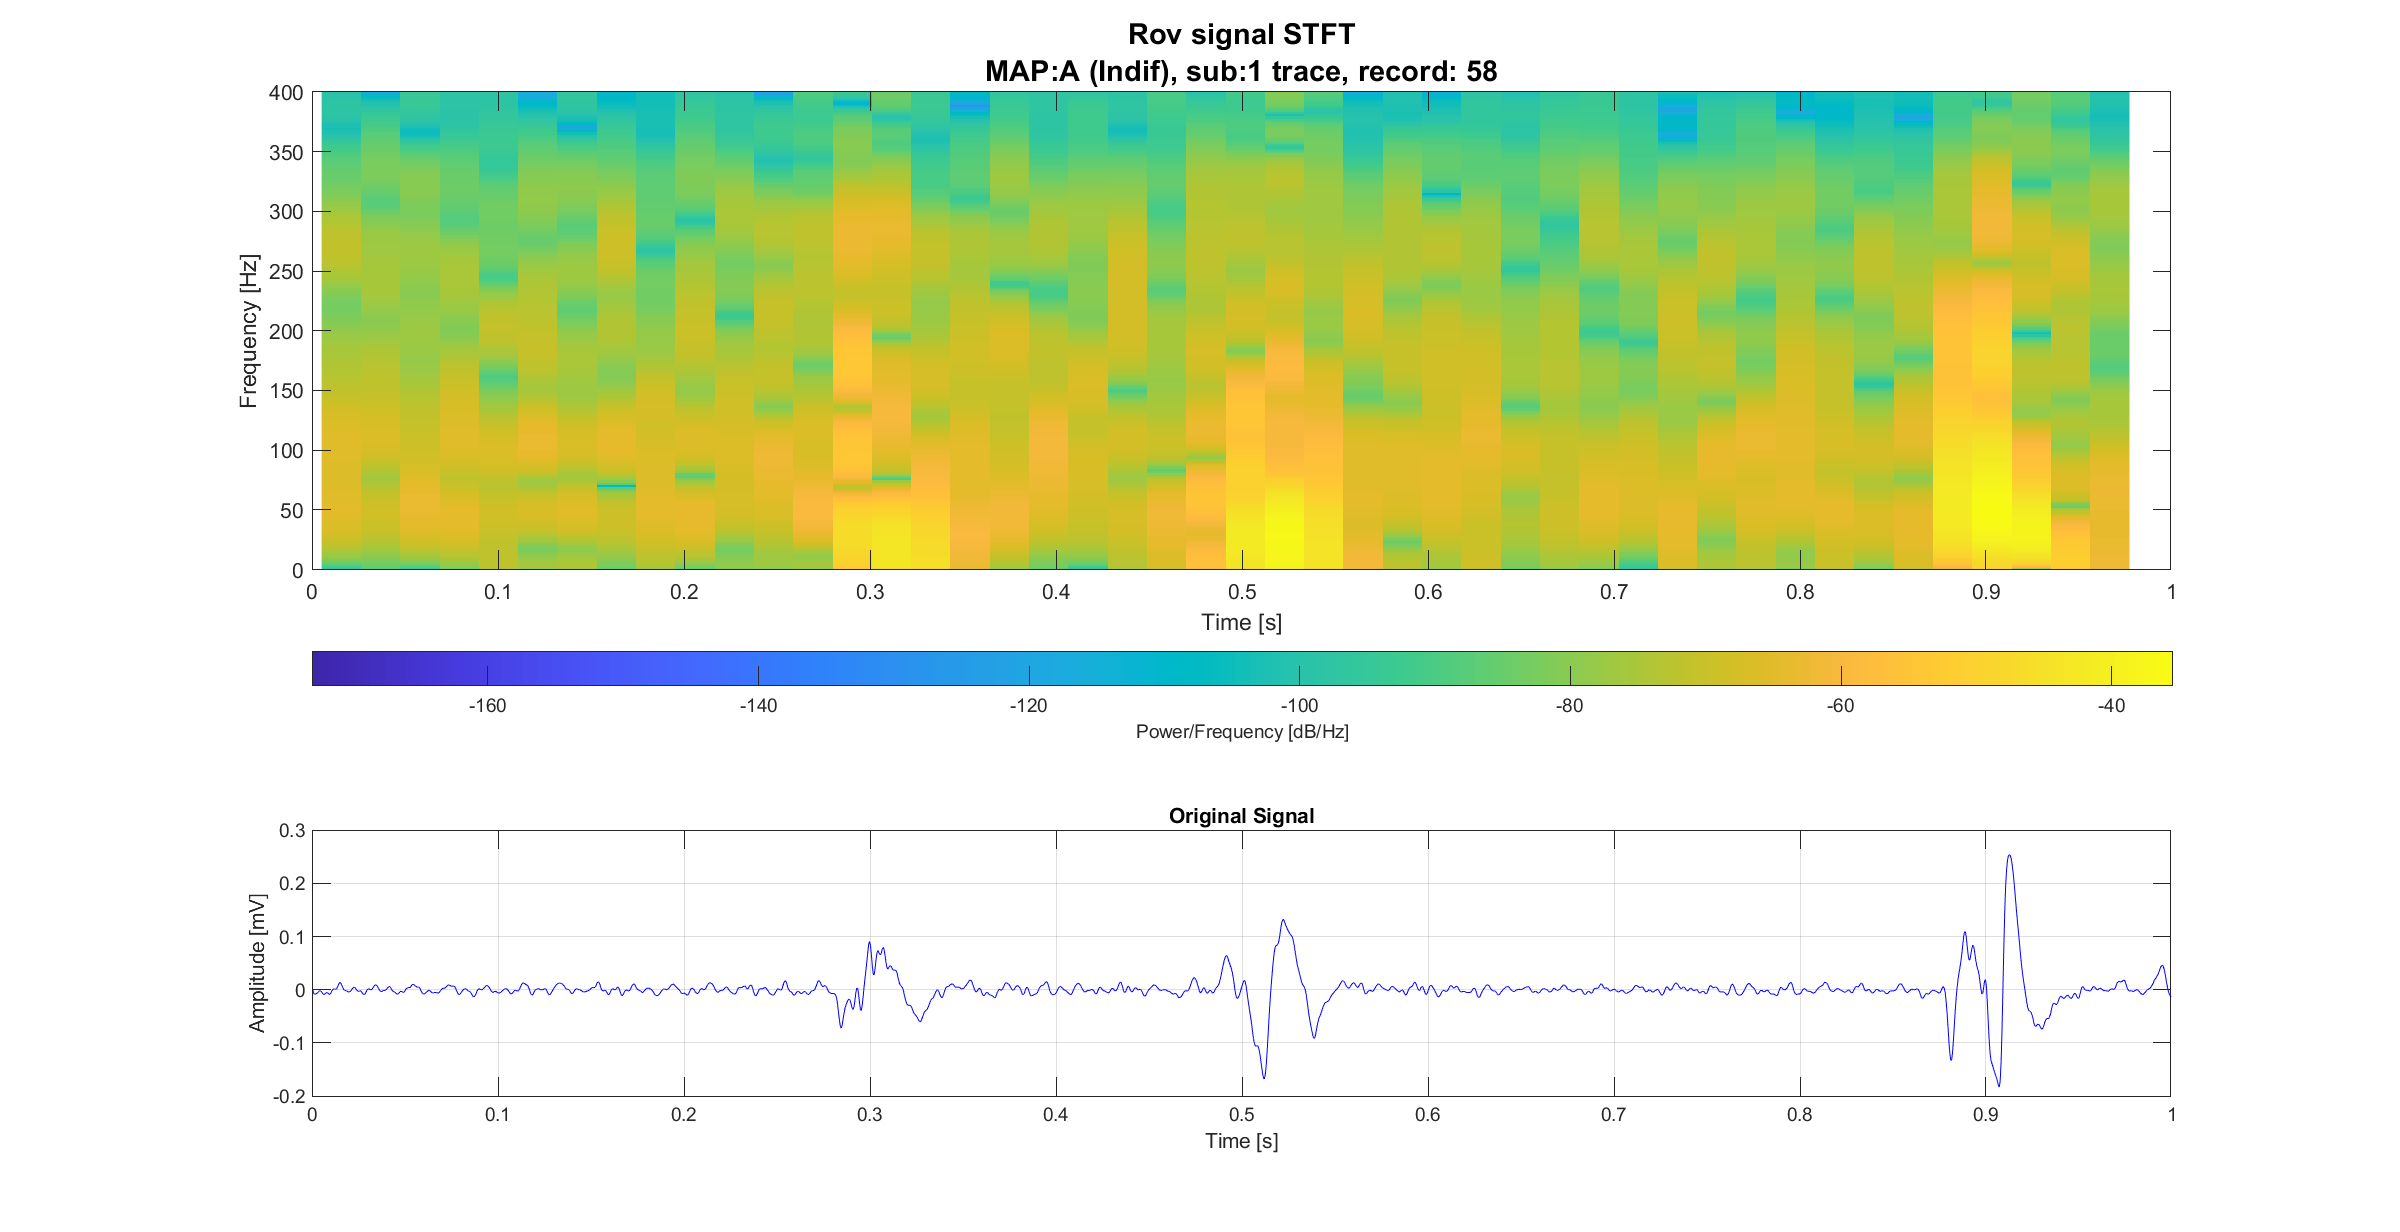 Rov signal STFT
MAP:A (Indif), sub:1 trace, record: 58
400
350
300
250
200
150
100
50
0
Frequency [Hz]
0 0.1 0.2 0.3 0.4 0.5 0.6 0.7 0.8 0.9 1
Time [s]
-160 -140 -120 -100 -80 -60 -40
Power/Frequency [dB/Hz]
Original Signal
0.3
0.2
0.1
0
-0.1
-0.2
Amplitude [mV]
0 0.1 0.2 0.3 0.4 0.5 0.6 0.7 0.8 0.9 1
Time [s]